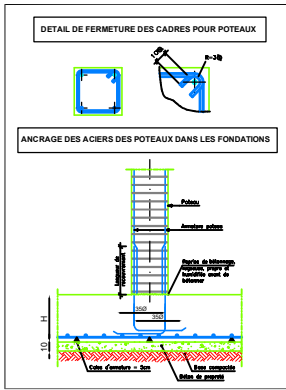 DETAIL DE FERMETURE DES CADRES POUR POTEAUX
10Ø
R=3Ø
ANCRAGE DES ACIERS DES POTEAUX DANS LES FONDATIONS
Poteau
Armature poteau
Longueur de
recouvrement
Reprise de bétonnage,
rugueuse, propre et
humidifiée avant de
bétonner
35Ø
35Ø
H
10
Cales d'armature = 5cm
Base compactée
Béton de propreté